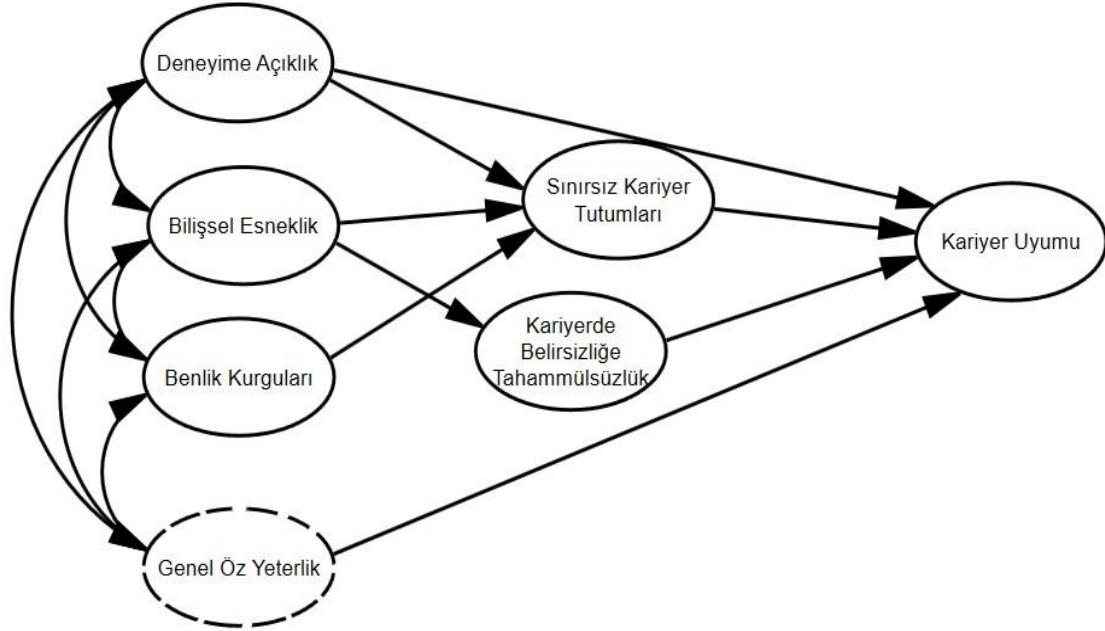 Deneyime Açıklık
Bilişsel Esneklik
Benlik Kurguları
Genel Öz Yeterlik
Sınırsız Kariyer
Tutumları
Kariyerde
Belirsizliğe
Tahammülsüzlük
Kariyer Uyumu